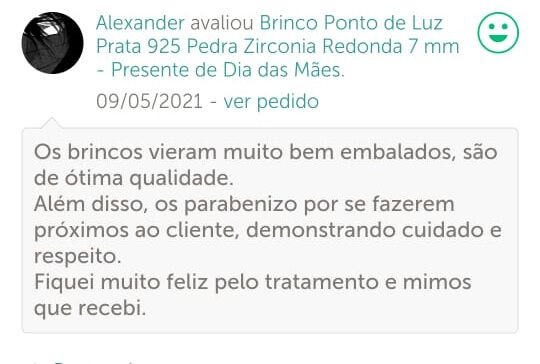 Alexander avaliou Brinco Ponto de Luz
Prata 925 Pedra Zirconia Redonda 7 mm
- Presente de Dia das Mães.
09/05/2021 - ver pedido
Os brincos vieram muito bem embalados, são
de ótima qualidade.
Além disso, os parabenizo por se fazerem
próximos ao cliente, demonstrando cuidado e
respeito.
Fiquei muito feliz pelo tratamento e mimos
que recebi.